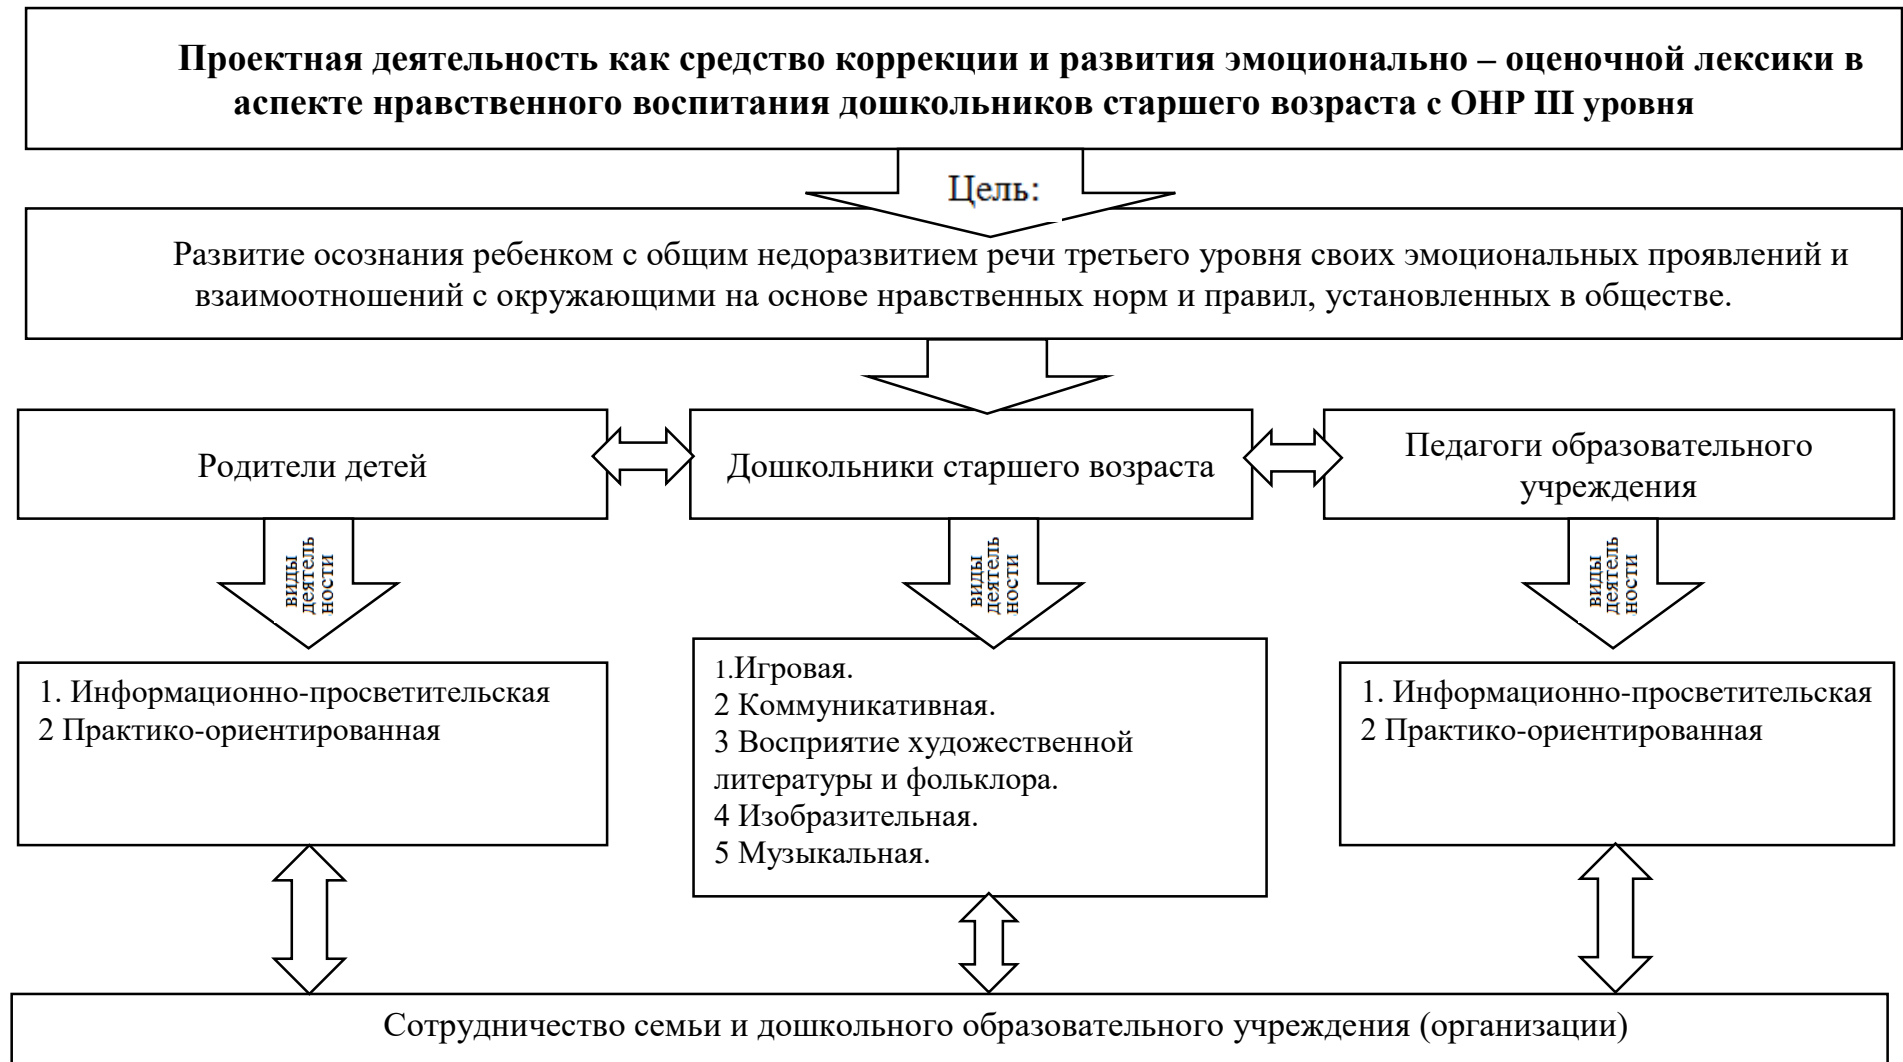 Проектная деятельность как средство коррекции и развития эмоционально – оценочной лексики в
аспекте нравственного воспитания дошкольников старшего возраста с ОНР III уровня
Цель:
Развитие осознания ребенком с общим недоразвитием речи третьего уровня своих эмоциональных проявлений и
взаимоотношений с окружающими на основе нравственных норм и правил, установленных в обществе.
Родители детей
Дошкольники старшего возраста
Педагоги образовательного
учреждения
виды
деятель
ности
виды
деятель
ности
виды
деятель
ности
1. Информационно-просветительская
2 Практико-ориентированная
1.Игровая.
2 Коммуникативная.
3 Восприятие художественной
литературы и фольклора.
4 Изобразительная.
5 Музыкальная.
1. Информационно-просветительская
2 Практико-ориентированная
Сотрудничество семьи и дошкольного образовательного учреждения (организации)